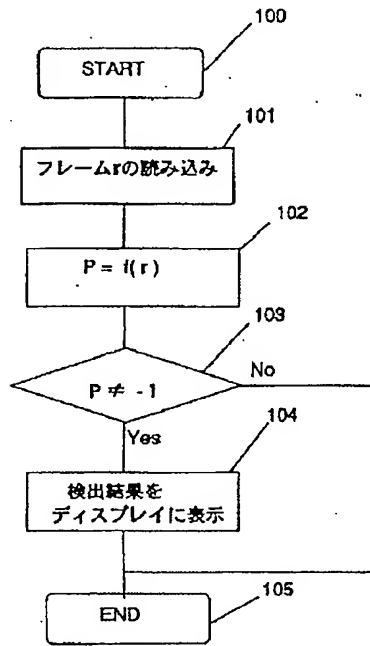 100
START
101
フレームrの読み込み
102
P = f(r)
103
P ≠ -1
No
Yes
104
検出結果を
ディスプレイに表示
END
105